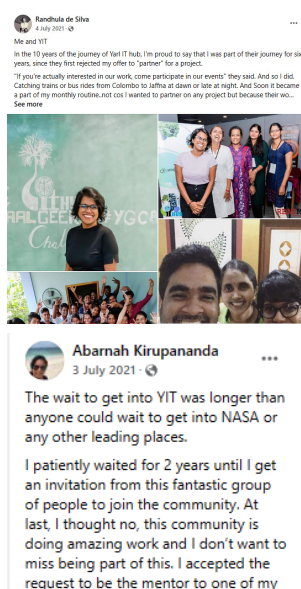 Randhula de Silva
4 July 2021 ·
Me and YIT
In the 10 years of the journey of Yarl IT hub, I'm proud to say that I was part of their journey for six
years, since they first rejected my offer to "partner" for a project.
"If you're actually interested in our work, come participate in our events" they said. And so I did.
Catching trains or bus rides from Colombo to Jaffna at dawn or late at night. And Soon it became
a part of my monthly routine..not cos I wanted to partner on any project but because their wo...
See more
Abarnah Kirupananda
3 July 2021 ·
The wait to get into YIT was longer than
anyone could wait to get into NASA or
any other leading places.
I patiently waited for 2 years until I get
an invitation from this fantastic group
of people to join the community. At
last, I thought no, this community is
doing amazing work and I don't want to
miss being part of this. I accepted the
request to be the mentor to one of my